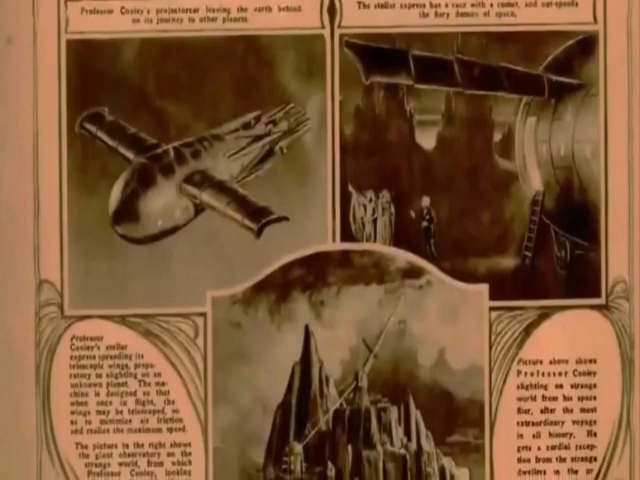 Professor Cooley's projectorcar leaving the earth behind
on its journey to other planets.
The stellar express has a race with a comet, and out-speeds
the fiery demon of space.
Professor
Cooley's stellar
express spreading its
telescopic wings, prepa-
ratory to alighting on an
unknown planet. The ma-
chine is designed so that
when once in flight, the
wings may be telescoped, so
as to minimize air friction
and realize the maximum speed.
The picture to the right shows
the giant observatory on the
strange world, from which
Professor Cooley, looking
Picture above shows
Professor Cooley
alighting on strange
world from his space
flier, after the most
extraordinary voyage
in all history. He
gets a cordial recep-
tion from the strange
dwellers in the